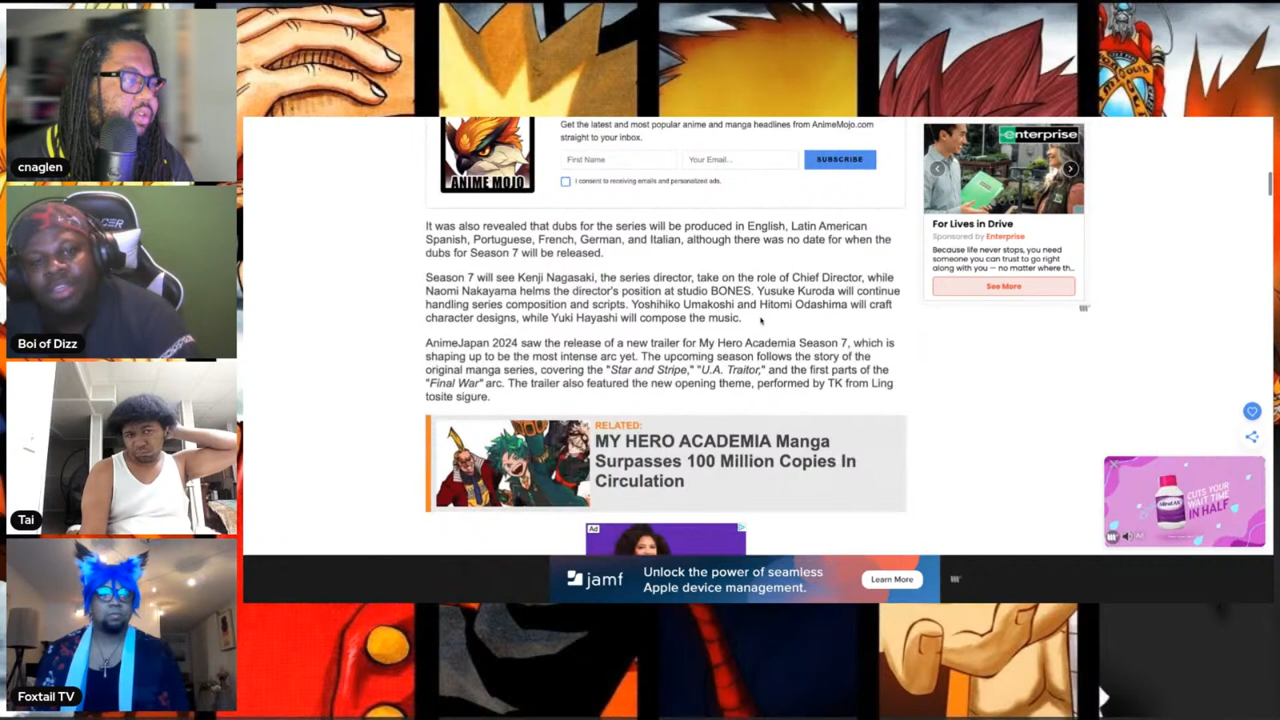 cnaglen
Boi of Dizz
Tai
Foxtail TV
ANIME MOJO
Get the latest and most popular anime and manga headlines from AnimeMojo.com
straight to your inbox.
First Name
Your Email...
SUBSCRIBE
I consent to receiving emails and personalized ads.
It was also revealed that dubs for the series will be produced in English, Latin American
Spanish, Portuguese, French, German, and Italian, although there was no date for when the
dubs for Season 7 will be released.
Season 7 will see Kenji Nagasaki, the series director, take on the role of Chief Director, while
Naomi Nakayama helms the director's position at studio BONES. Yusuke Kuroda will continue
handling series composition and scripts. Yoshihiko Umakoshi and Hitomi Odashima will craft
character designs, while Yuki Hayashi will compose the music.
AnimeJapan 2024 saw the release of a new trailer for My Hero Academia Season 7, which is
shaping up to be the most intense arc yet. The upcoming season follows the story of the
original manga series, covering the "Star and Stripe," "U.A. Traitor," and the first parts of the
"Final War" arc. The trailer also featured the new opening theme, performed by TK from Ling
tosite sigure.
RELATED:
MY HERO ACADEMIA Manga
Surpasses 100 Million Copies In
Circulation
Ad
jamf
Unlock the power of seamless
Apple device management.
Learn More
enterprise
For Lives in Drive
Sponsored by Enterprise
Because life never stops, you need
someone you can trust to go right
along with you — no matter where th...
See More
CUTS YOUR
WAIT TIME
IN HALF
Ad